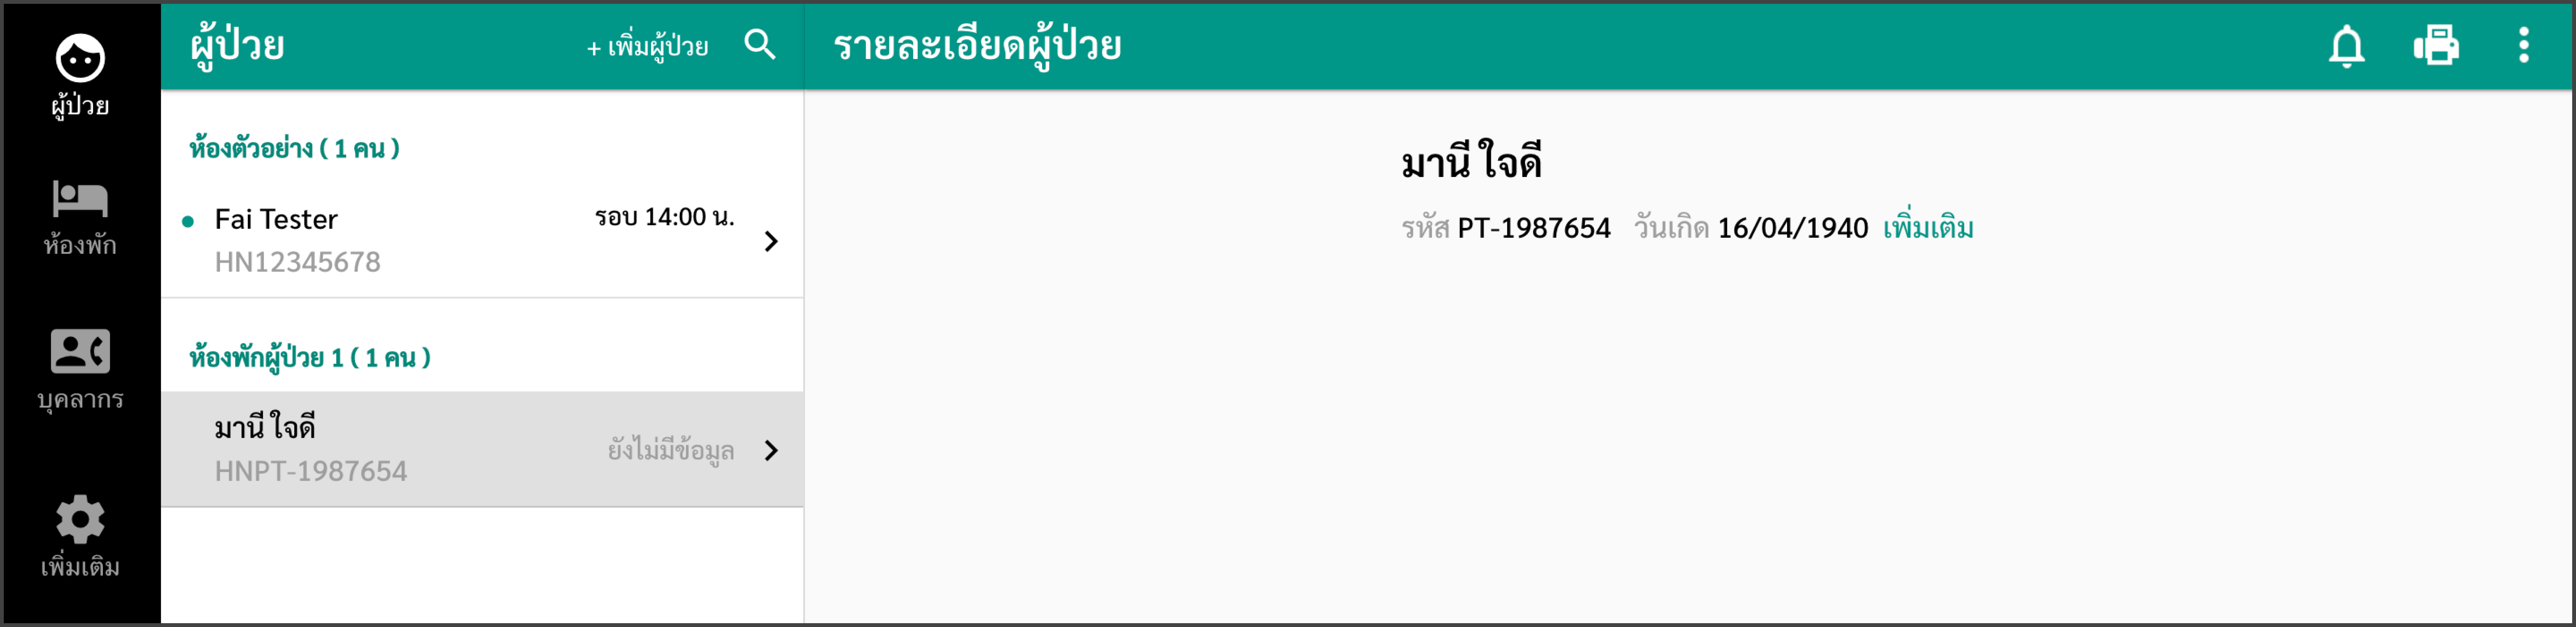 ผู้ป่วย
ห้องพัก
บุคลากร
เพิ่มเติม
ผู้ป่วย
+ เพิ่มผู้ป่วย
ห้องตัวอย่าง ( 1 คน )
Fai Tester
รอบ 14:00 น.
HN12345678
ห้องพักผู้ป่วย 1 ( 1 คน )
มานี ใจดี
ยังไม่มีข้อมูล
HNPT-1987654
รายละเอียดผู้ป่วย
มานี ใจดี
รหัส PT-1987654 วันเกิด 16/04/1940 เพิ่มเติม